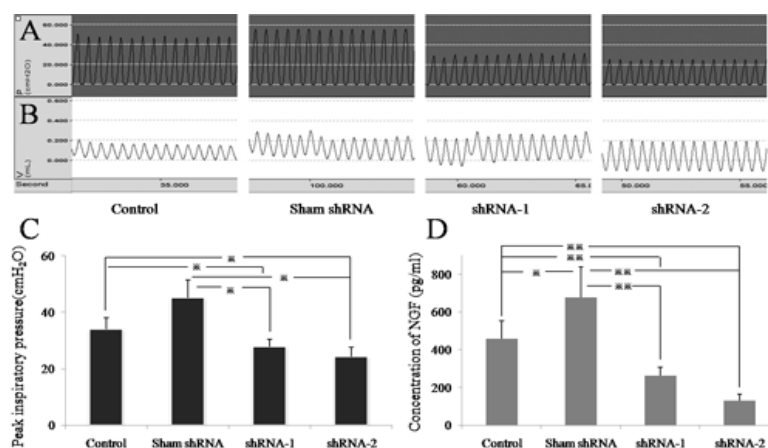 A
60.000
40.000
20.000
0.000
P (cmH2O)
B
0.600
0.400
0.200
0.000
V (mL)
Second
35.000
100.000
60.000
65.0
50.000
55.000
Control
Sham shRNA
shRNA-1
shRNA-2
C
Peak inspiratory pressure(cmH₂O)
60
40
20
0
※
※
※
※
Control
Sham shRNA
shRNA-1
shRNA-2
D
Concentration of NGF (pg/ml)
800
600
400
200
0
※※
※※
※
※※
※※
Control
Sham shRNA
shRNA-1
shRNA-2